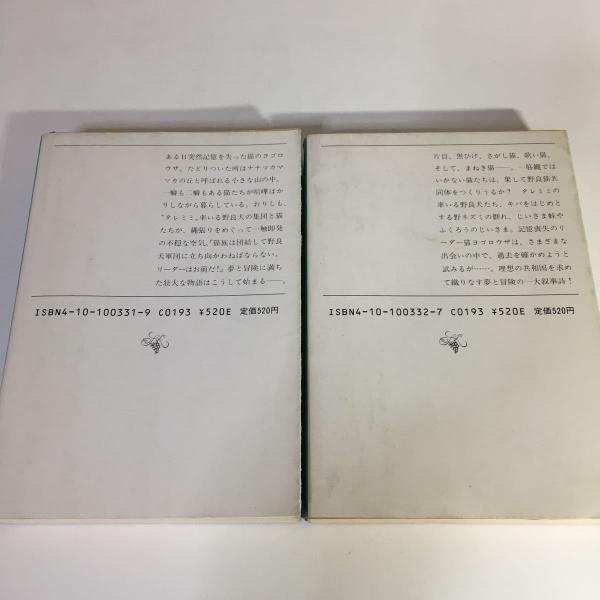 ある日突然記憶を失った猫のヨゴロ
ウザ。たどりついた所はナナツカマ
ツカの丘と呼ばれる小さな山の中。
一癖も二癖もある猫たちが喧嘩ばか
りしながら暮らしている。おりしも、
"タレミミ"率いる野良犬の集団と猫
たちが、縄張りをめぐって一触即発
の不穏な空気。「猫族は団結して野良
犬軍団に立ち向かわねばならない。
リーダーはお前だ!」夢と冒険に満ち
た壮大な物語はこうして始まる——。
ISBN4-10-100331-9 C0193 ¥520E 定価520円
片目、黒ひげ、さがし猫、歌い猫、
そして、まねき猫——。一筋縄では
いかない猫たちは、果して野良猫共
同体をつくりうるか? タレミミの
率いる野良犬たち、キバをはじめと
する野ネズミの群れ、じいさま蛙や
ふくろうのじいさま。記憶喪失のリ
ーダー猫ヨゴロウザは、さまざまな
出会いの中で、過去を確かめようと
試みるが……。理想の共和国を求め
て織りなす夢と冒険の一大叙事詩!
ISBN4-10-100332-7 C0193 ¥520E 定価520円